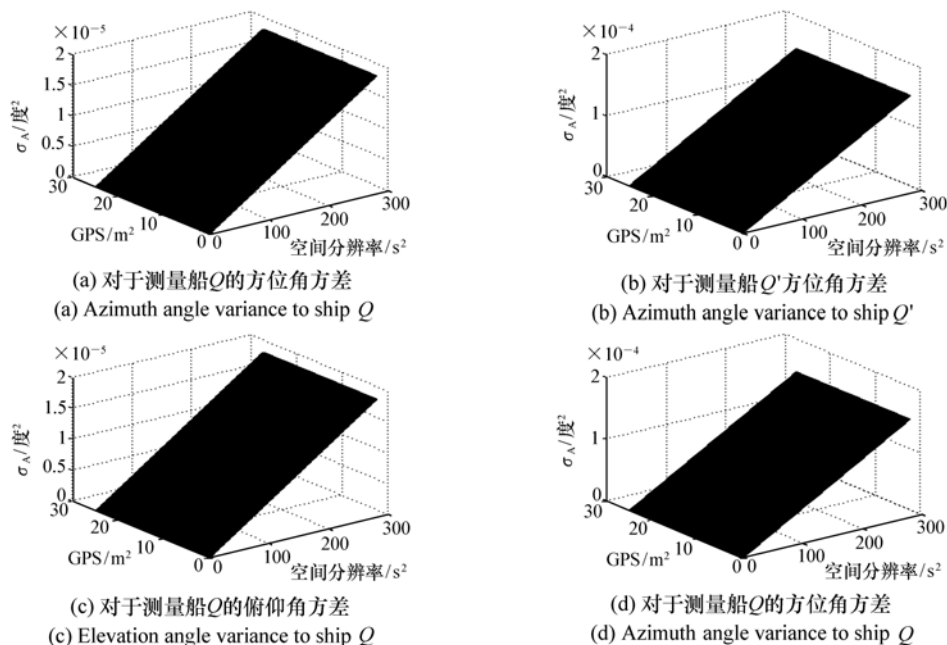 ×10⁻⁵
2
1.5
1
0.5
0
σ_A/度²
30
20
10
0
GPS/m²
0
100
200
300
空间分辨率/s²
(a) 对于测量船Q的方位角方差
(a) Azimuth angle variance to ship Q
×10⁻⁴
2
1
0
σ_A/度²
30
20
10
0
GPS/m²
0
100
200
300
空间分辨率/s²
(b) 对于测量船Q'方位角方差
(b) Azimuth angle variance to ship Q'
×10⁻⁵
2
1.5
1
0.5
0
σ_A/度²
30
20
10
0
GPS/m²
0
100
200
300
空间分辨率/s²
(c) 对于测量船Q的俯仰角方差
(c) Elevation angle variance to ship Q
×10⁻⁴
2
1
0
σ_A/度²
30
20
10
0
GPS/m²
0
100
200
300
空间分辨率/s²
(d) 对于测量船Q的方位角方差
(d) Azimuth angle variance to ship Q